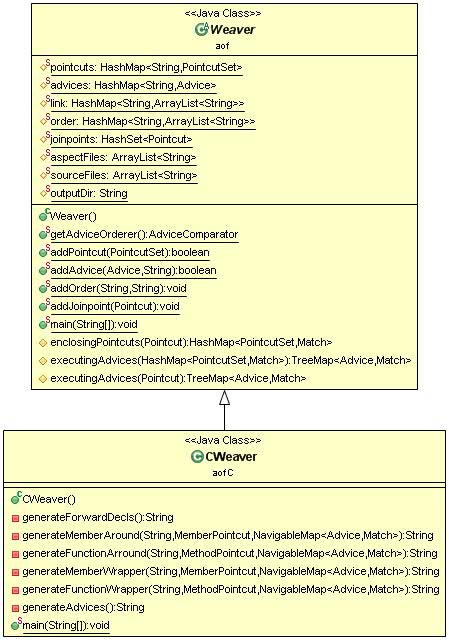 <<Java Class>>
Weaver
aof
pointcuts: HashMap<String,PointcutSet>
advices: HashMap<String,Advice>
link: HashMap<String,ArrayList<String>>
order: HashMap<String,ArrayList<String>>
joinpoints: HashSet<Pointcut>
aspectFiles: ArrayList<String>
sourceFiles: ArrayList<String>
outputDir: String
Weaver()
getAdviceOrderer():AdviceComparator
addPointcut(PointcutSet):boolean
addAdvice(Advice,String):boolean
addOrder(String,String):void
addJoinpoint(Pointcut):void
main(String[]):void
enclosingPointcuts(Pointcut):HashMap<PointcutSet,Match>
executingAdvices(HashMap<PointcutSet,Match>):TreeMap<Advice,Match>
executingAdvices(Pointcut):TreeMap<Advice,Match>
<<Java Class>>
CWeaver
aofC
CWeaver()
generateForwardDecls():String
generateMemberAround(String,MemberPointcut,NavigableMap<Advice,Match>):String
generateFunctionArround(String,MethodPointcut,NavigableMap<Advice,Match>):String
generateMemberWrapper(String,MemberPointcut,NavigableMap<Advice,Match>):String
generateFunctionWrapper(String,MethodPointcut,NavigableMap<Advice,Match>):String
generateAdvices():String
main(String[]):void